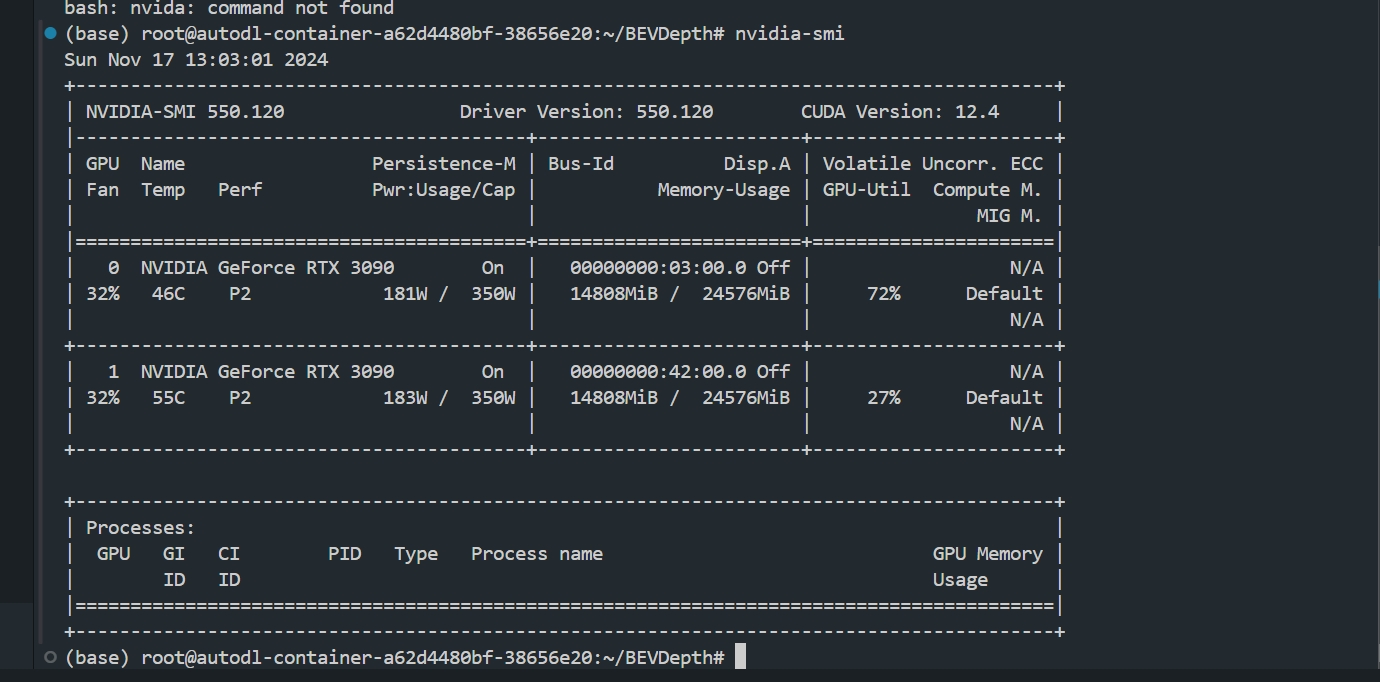 bash: nvida: command not found
(base) root@autodl-container-a62d4480bf-38656e20:~/BEVDepth# nvidia-smi
Sun Nov 17 13:03:01 2024
+---------------------------------------------------------------------------------------+
| NVIDIA-SMI 550.120                Driver Version: 550.120        CUDA Version: 12.4     |
|-----------------------------------------+------------------------+----------------------+
| GPU  Name                 Persistence-M | Bus-Id          Disp.A | Volatile Uncorr. ECC |
| Fan  Temp   Perf          Pwr:Usage/Cap |           Memory-Usage | GPU-Util  Compute M. |
|                                         |                        |               MIG M. |
|=========================================+========================+======================|
|   0  NVIDIA GeForce RTX 3090        On  |   00000000:03:00.0 Off |                  N/A |
| 32%   46C    P2            181W /  350W |   14808MiB /  24576MiB |     72%      Default |
|                                         |                        |                  N/A |
+-----------------------------------------+------------------------+----------------------+
|   1  NVIDIA GeForce RTX 3090        On  |   00000000:42:00.0 Off |                  N/A |
| 32%   55C    P2            183W /  350W |   14808MiB /  24576MiB |     27%      Default |
|                                         |                        |                  N/A |
+-----------------------------------------+------------------------+----------------------+
+-----------------------------------------------------------------------------------------+
| Processes:                                                                              |
|  GPU   GI   CI        PID   Type   Process name                              GPU Memory |
|        ID   ID                                                               Usage      |
|=========================================================================================|
+-----------------------------------------------------------------------------------------+
(base) root@autodl-container-a62d4480bf-38656e20:~/BEVDepth#